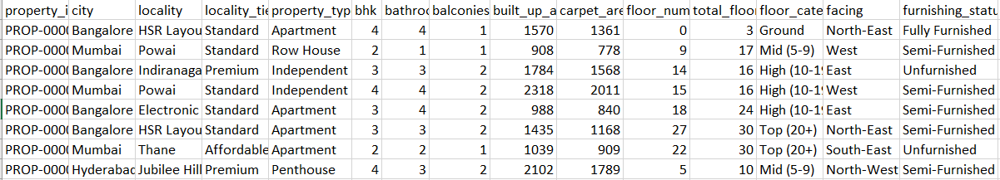 property_i city locality locality_tie property_typ bhk bathroo balconies built_up_a carpet_are floor_num total_floor floor_cate facing furnishing_statu
PROP-0000 Bangalore HSR Layou Standard Apartment 4 4 1 1570 1361 0 3 Ground North-East Fully Furnished
PROP-0000 Mumbai Powai Standard Row House 2 1 1 908 778 9 17 Mid (5-9) West Semi-Furnished
PROP-0000 Bangalore Indiranaga Premium Independent 3 3 2 1784 1568 14 16 High (10-19 East Unfurnished
PROP-0000 Mumbai Powai Standard Independent 4 4 2 2318 2011 15 16 High (10-19 West Semi-Furnished
PROP-0000 Bangalore Electronic Standard Apartment 3 4 2 988 840 18 24 High (10-19 East Semi-Furnished
PROP-0000 Bangalore HSR Layou Standard Apartment 3 3 2 1435 1168 27 30 Top (20+) North-East Semi-Furnished
PROP-0000 Mumbai Thane Affordable Apartment 2 2 1 1039 909 22 30 Top (20+) South-East Unfurnished
PROP-0000 Hyderabad Jubilee Hill Premium Penthouse 4 3 2 2102 1789 5 10 Mid (5-9) North-West Semi-Furnished